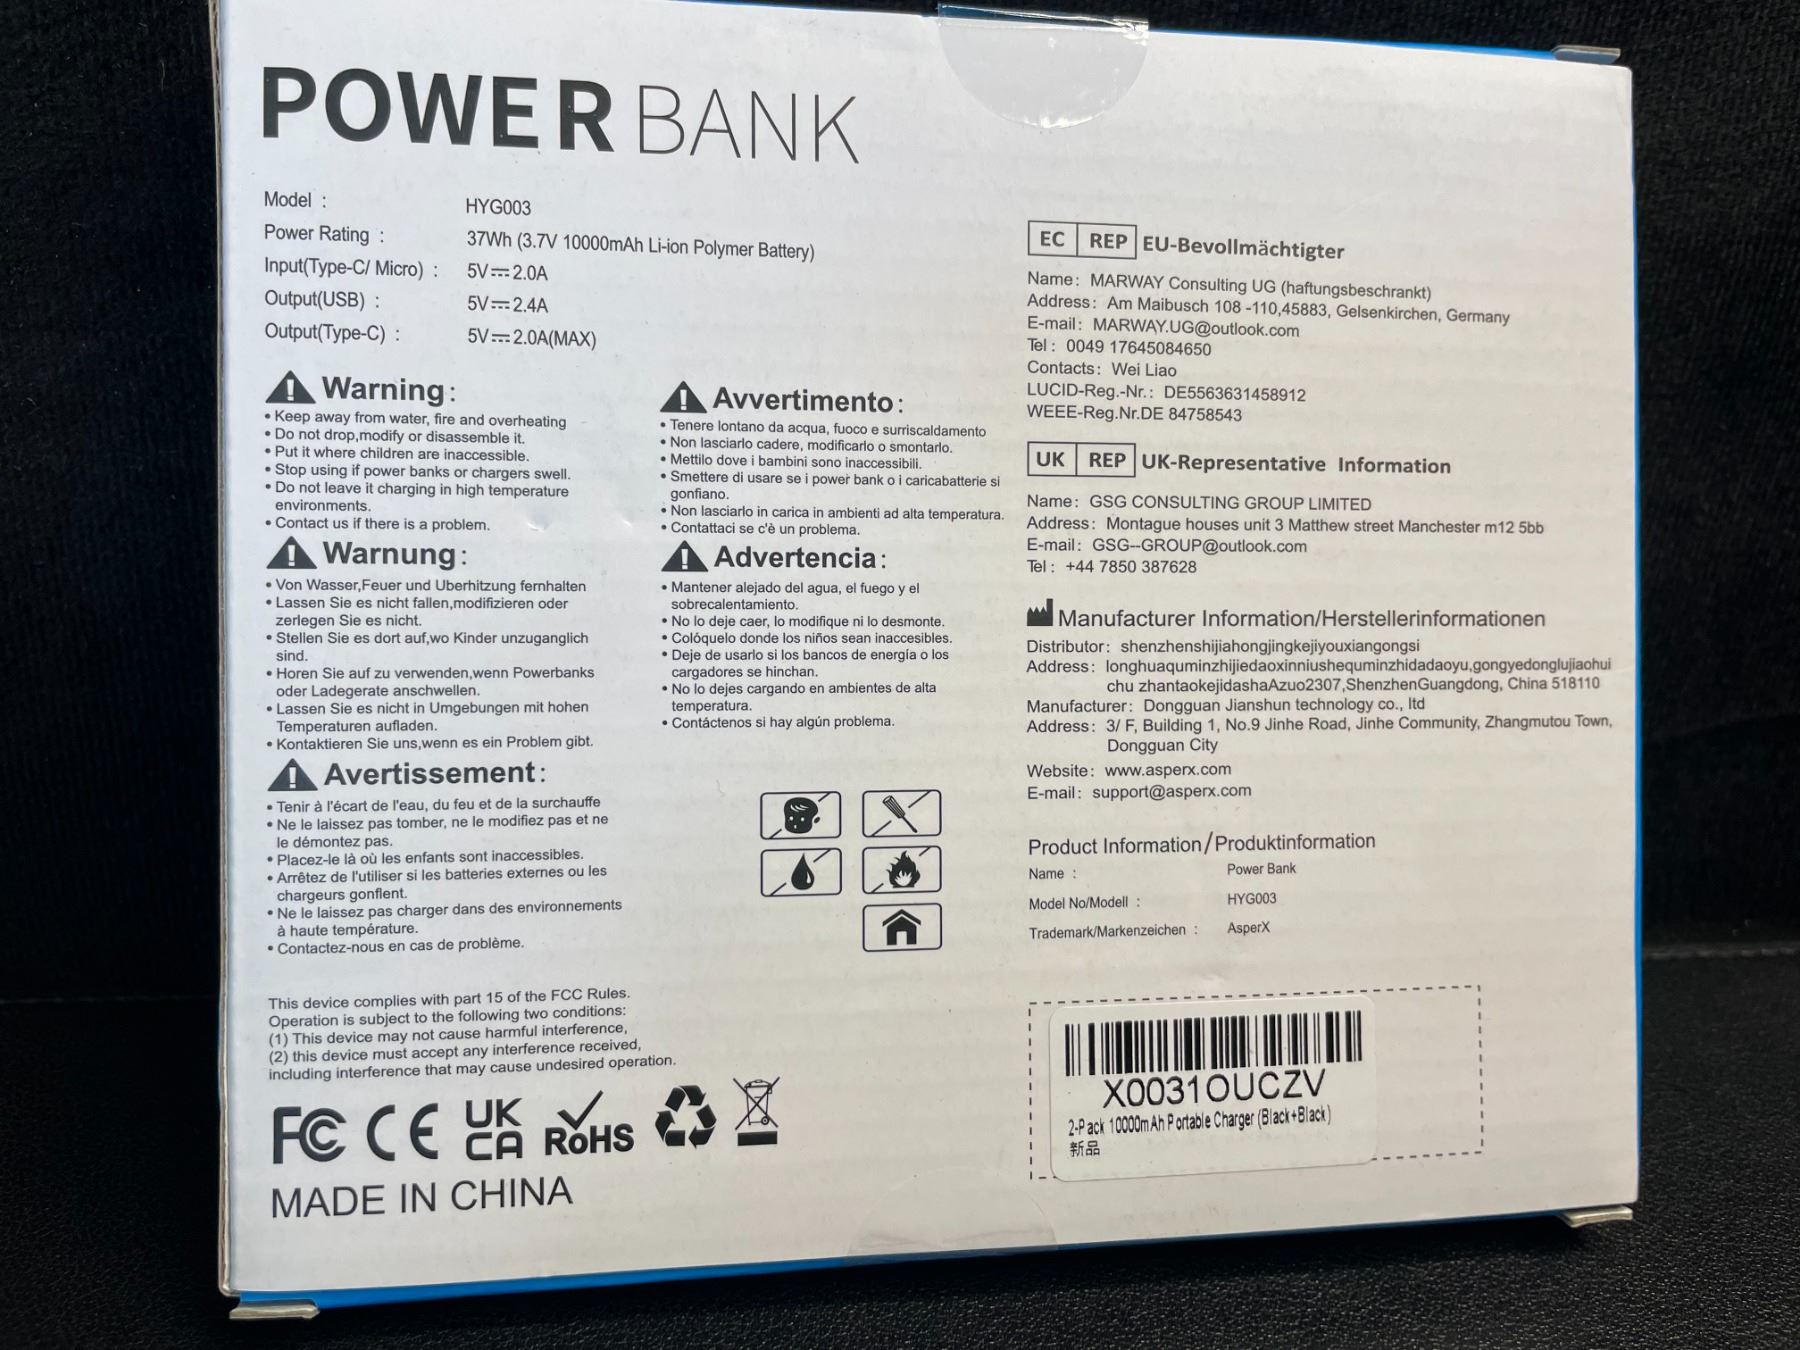 POWER BANK
Model : HYG003
Power Rating : 37Wh (3.7V 10000mAh Li-ion Polymer Battery)
Input(Type-C/ Micro) : 5V⎓2.0A
Output(USB) : 5V⎓2.4A
Output(Type-C) : 5V⎓2.0A(MAX)
Warning:
• Keep away from water, fire and overheating
• Do not drop,modify or disassemble it.
• Put it where children are inaccessible.
• Stop using if power banks or chargers swell.
• Do not leave it charging in high temperature
environments.
• Contact us if there is a problem.
Warnung:
• Von Wasser,Feuer und Uberhitzung fernhalten
• Lassen Sie es nicht fallen,modifizieren oder
zerlegen Sie es nicht.
• Stellen Sie es dort auf,wo Kinder unzuganglich
sind.
• Horen Sie auf zu verwenden,wenn Powerbanks
oder Ladegerate anschwellen.
• Lassen Sie es nicht in Umgebungen mit hohen
Temperaturen aufladen.
• Kontaktieren Sie uns,wenn es ein Problem gibt.
Avertissement:
• Tenir à l'écart de l'eau, du feu et de la surchauffe
• Ne le laissez pas tomber, ne le modifiez pas et ne
le démontez pas.
• Placez-le là où les enfants sont inaccessibles.
• Arrêtez de l'utiliser si les batteries externes ou les
chargeurs gonflent.
• Ne le laissez pas charger dans des environnements
à haute température.
• Contactez-nous en cas de problème.
Avvertimento:
• Tenere lontano da acqua, fuoco e surriscaldamento
• Non lasciarlo cadere, modificarlo o smontarlo.
• Mettilo dove i bambini sono inaccessibili.
• Smettere di usare se i power bank o i caricabatterie si
gonfiano.
• Non lasciarlo in carica in ambienti ad alta temperatura.
• Contattaci se c'è un problema.
Advertencia:
• Mantener alejado del agua, el fuego y el
sobrecalentamiento.
• No lo deje caer, lo modifique ni lo desmonte.
• Colóquelo donde los niños sean inaccesibles.
• Deje de usarlo si los bancos de energía o los
cargadores se hinchan.
• No lo dejes cargando en ambientes de alta
temperatura.
• Contáctenos si hay algún problema.
This device complies with part 15 of the FCC Rules.
Operation is subject to the following two conditions:
(1) This device may not cause harmful interference,
(2) this device must accept any interference received,
including interference that may cause undesired operation.
FC CE UK CA RoHS
MADE IN CHINA
EC REP EU-Bevollmächtigter
Name: MARWAY Consulting UG (haftungsbeschrankt)
Address: Am Maibusch 108 -110,45883, Gelsenkirchen, Germany
E-mail: MARWAY.UG@outlook.com
Tel : 0049 17645084650
Contacts: Wei Liao
LUCID-Reg.-Nr.: DE5563631458912
WEEE-Reg.Nr.DE 84758543
UK REP UK-Representative Information
Name: GSG CONSULTING GROUP LIMITED
Address: Montague houses unit 3 Matthew street Manchester m12 5bb
E-mail: GSG--GROUP@outlook.com
Tel : +44 7850 387628
Manufacturer Information/Herstellerinformationen
Distributor: shenzhenshijiahongjingkejiyouxiangongsi
Address: longhuaquminzhijiedaoxinniushequminzhidadaoyu,gongyedonglujiaohui
chu zhantaokejidashaAzuo2307,ShenzhenGuangdong, China 518110
Manufacturer: Dongguan Jianshun technology co., ltd
Address: 3/ F, Building 1, No.9 Jinhe Road, Jinhe Community, Zhangmutou Town,
Dongguan City
Website: www.asperx.com
E-mail: support@asperx.com
Product Information/Produktinformation
Name : Power Bank
Model No/Modell : HYG003
Trademark/Markenzeichen : AsperX
X0031OUCZV
2-Pack 10000mAh Portable Charger (Black+Black)
新品